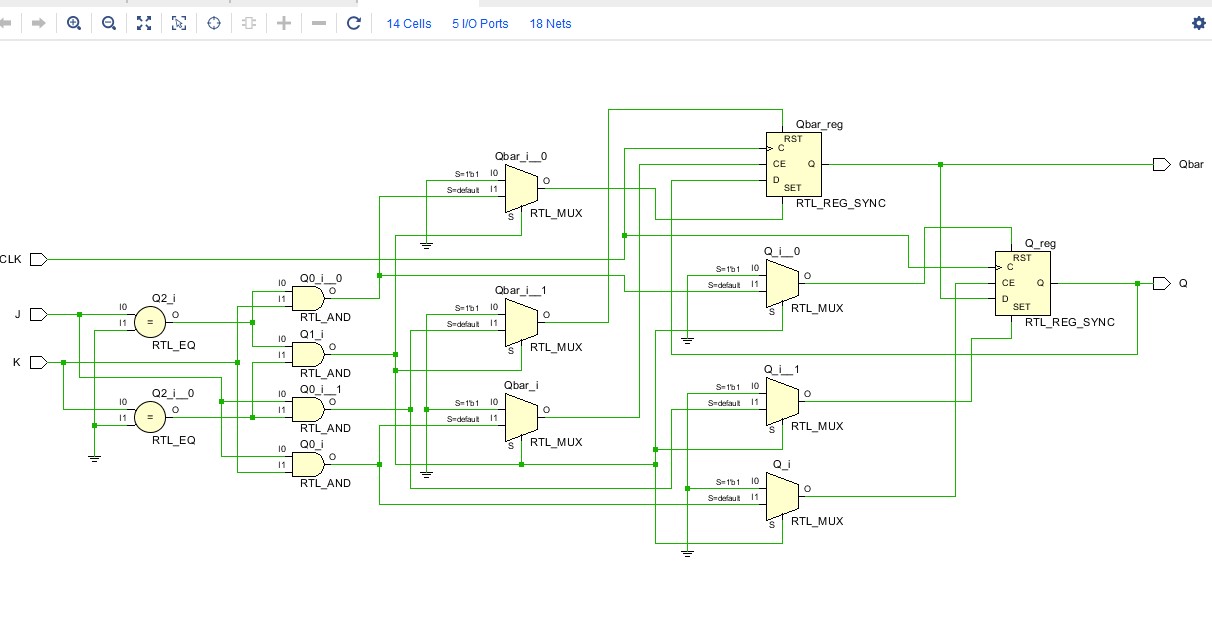 14 Cells 5 I/O Ports 18 Nets
Qbar_reg
RST
C
CE Q
D
SET
RTL_REG_SYNC
Qbar
Qbar_i__0
S=1'b1 I0
S=default I1
O
S
RTL_MUX
CLK
Q_reg
RST
C
CE Q
D
SET
RTL_REG_SYNC
Q
Q_i__0
S=1'b1 I0
S=default I1
O
S
RTL_MUX
Q0_i__0
I0
I1
O
RTL_AND
Qbar_i__1
S=1'b1 I0
S=default I1
O
S
RTL_MUX
J
Q2_i
I0
I1
=
O
RTL_EQ
Q1_i
I0
I1
O
RTL_AND
K
Q_i__1
S=1'b1 I0
S=default I1
O
S
RTL_MUX
Q2_i__0
I0
I1
=
O
RTL_EQ
Q0_i__1
I0
I1
O
RTL_AND
Qbar_i
S=1'b1 I0
S=default I1
O
S
RTL_MUX
Q0_i
I0
I1
O
RTL_AND
Q_i
S=1'b1 I0
S=default I1
O
S
RTL_MUX